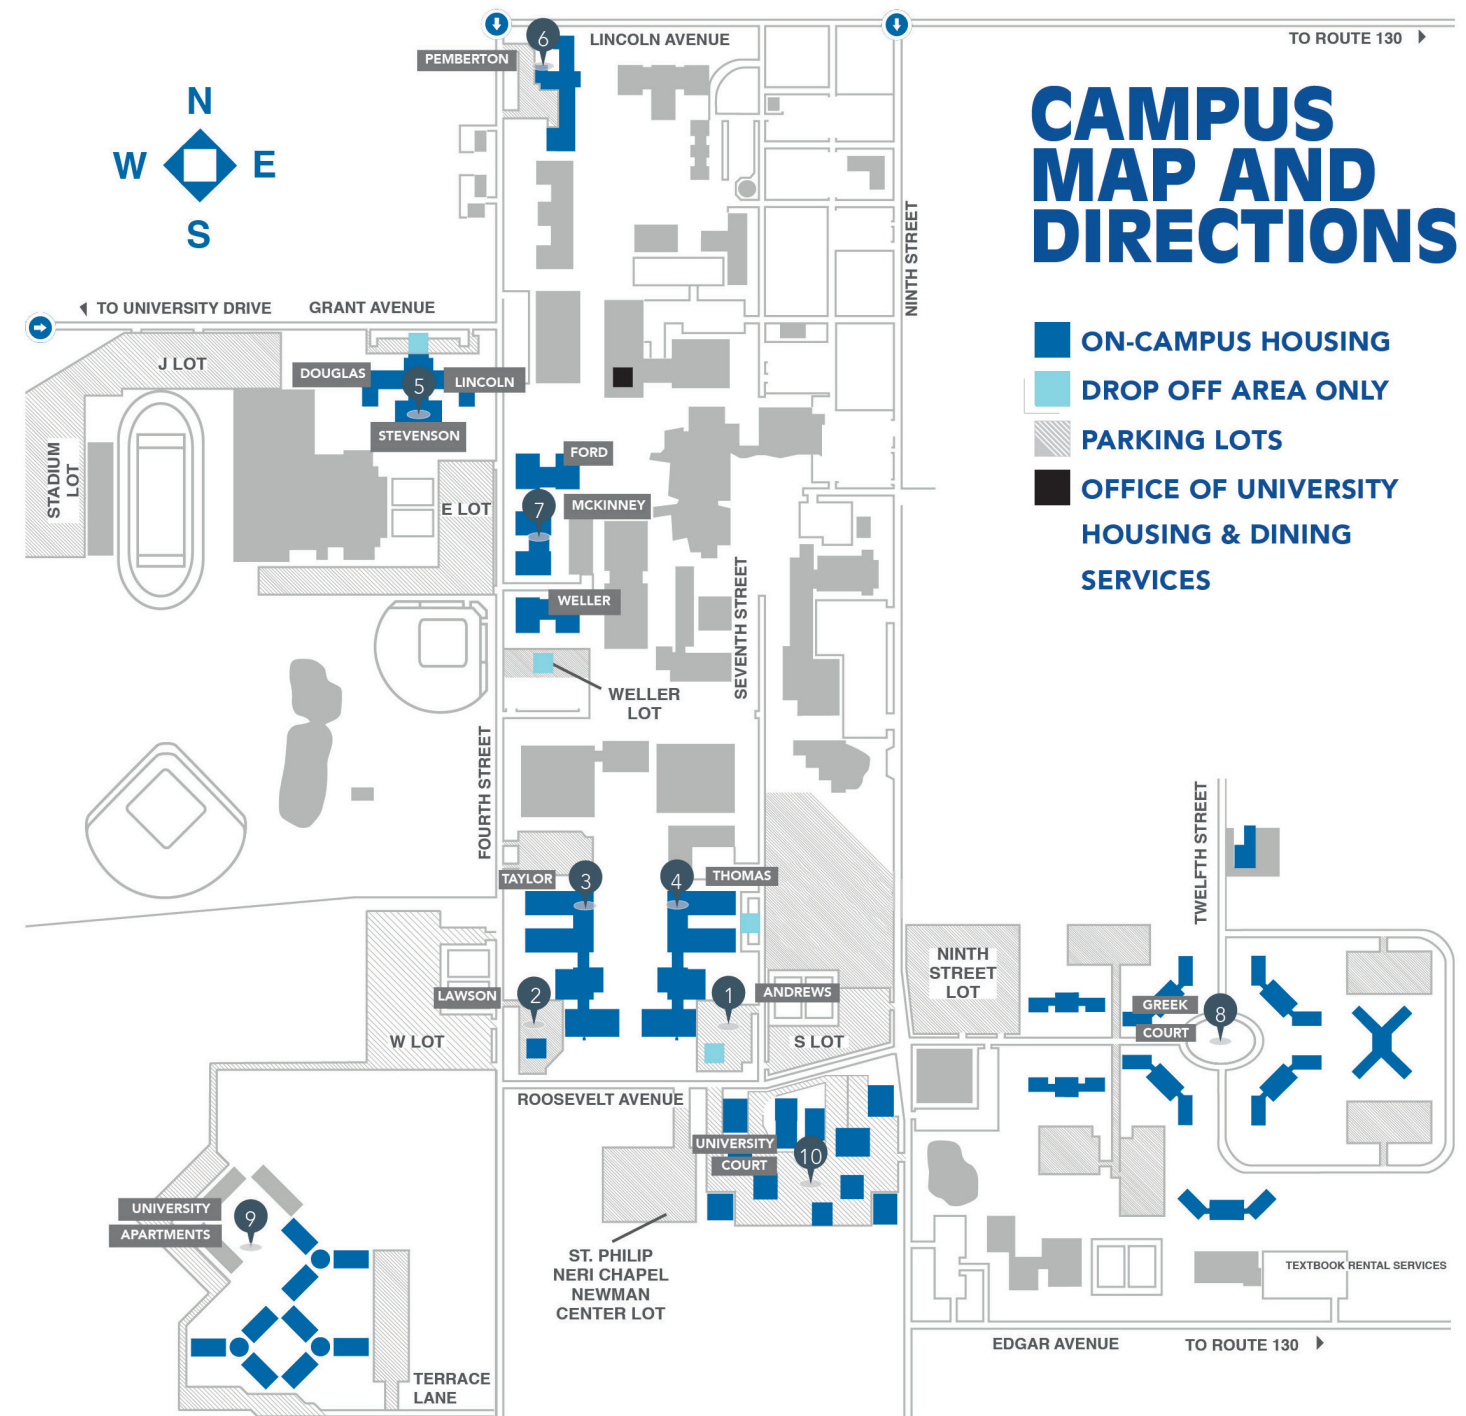 6
LINCOLN AVENUE
TO ROUTE 130
PEMBERTON
CAMPUS
MAP AND
DIRECTIONS
N
W
E
S
NINTH STREET
TO UNIVERSITY DRIVE
GRANT AVENUE
ON-CAMPUS HOUSING
DROP OFF AREA ONLY
PARKING LOTS
OFFICE OF UNIVERSITY
HOUSING & DINING
SERVICES
J LOT
DOUGLAS
5
LINCOLN
STEVENSON
STADIUM
LOT
E LOT
FORD
7
MCKINNEY
WELLER
WELLER
LOT
SEVENTH STREET
FOURTH STREET
TWELFTH STREET
TAYLOR
3
4
THOMAS
LAWSON
2
1
ANDREWS
W LOT
S LOT
NINTH
STREET
LOT
GREEK
COURT
8
ROOSEVELT AVENUE
UNIVERSITY
COURT
10
UNIVERSITY
APARTMENTS
9
ST. PHILIP
NERI CHAPEL
NEWMAN
CENTER LOT
TEXTBOOK RENTAL SERVICES
EDGAR AVENUE
TO ROUTE 130
TERRACE
LANE